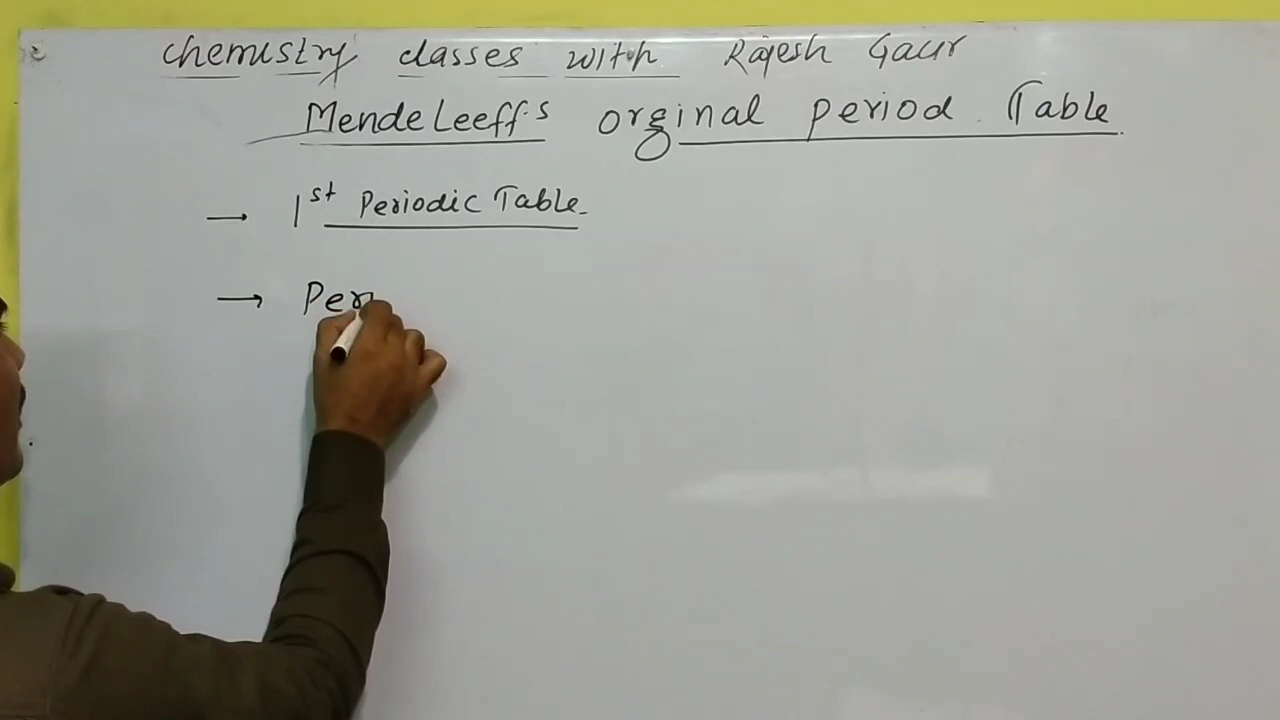 chemistry classes with Rajesh Gaur
Mendeleeff's orginal period Table
→ 1st Periodic Table
→ Per